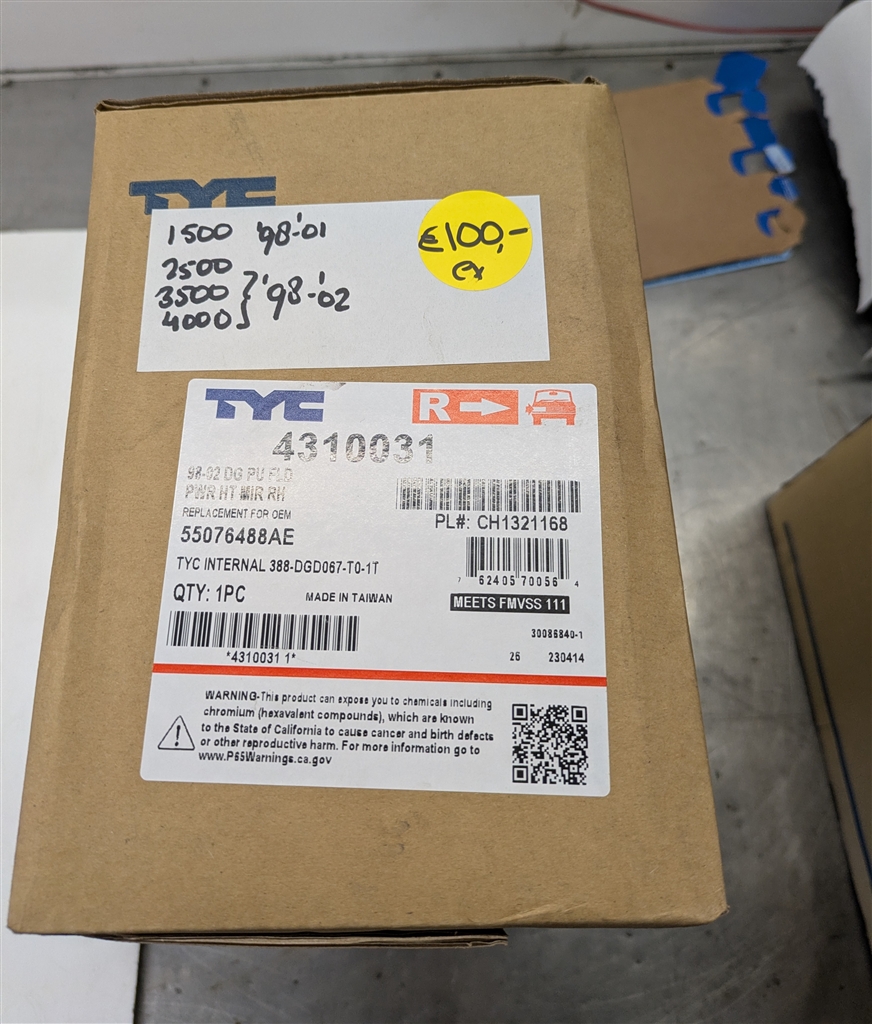 TYC
1500 '98-'01
2500
3500 } '98-'02
4000
€100,-
ex
TYC
R
4310031
98-02 DG PU FLD
PWR HT MIR RH
REPLACEMENT FOR OEM
55076488AE
PL#: CH1321168
TYC INTERNAL 388-DGD067-T0-1T
7 62405 70056 4
QTY: 1PC
MADE IN TAIWAN
MEETS FMVSS 111
30086840-1
*4310031 1*
26 230414
WARNING-This product can expose you to chemicals including
chromium (hexavalent compounds), which are known
to the State of California to cause cancer and birth defects
or other reproductive harm. For more information go to
www.P65Warnings.ca.gov